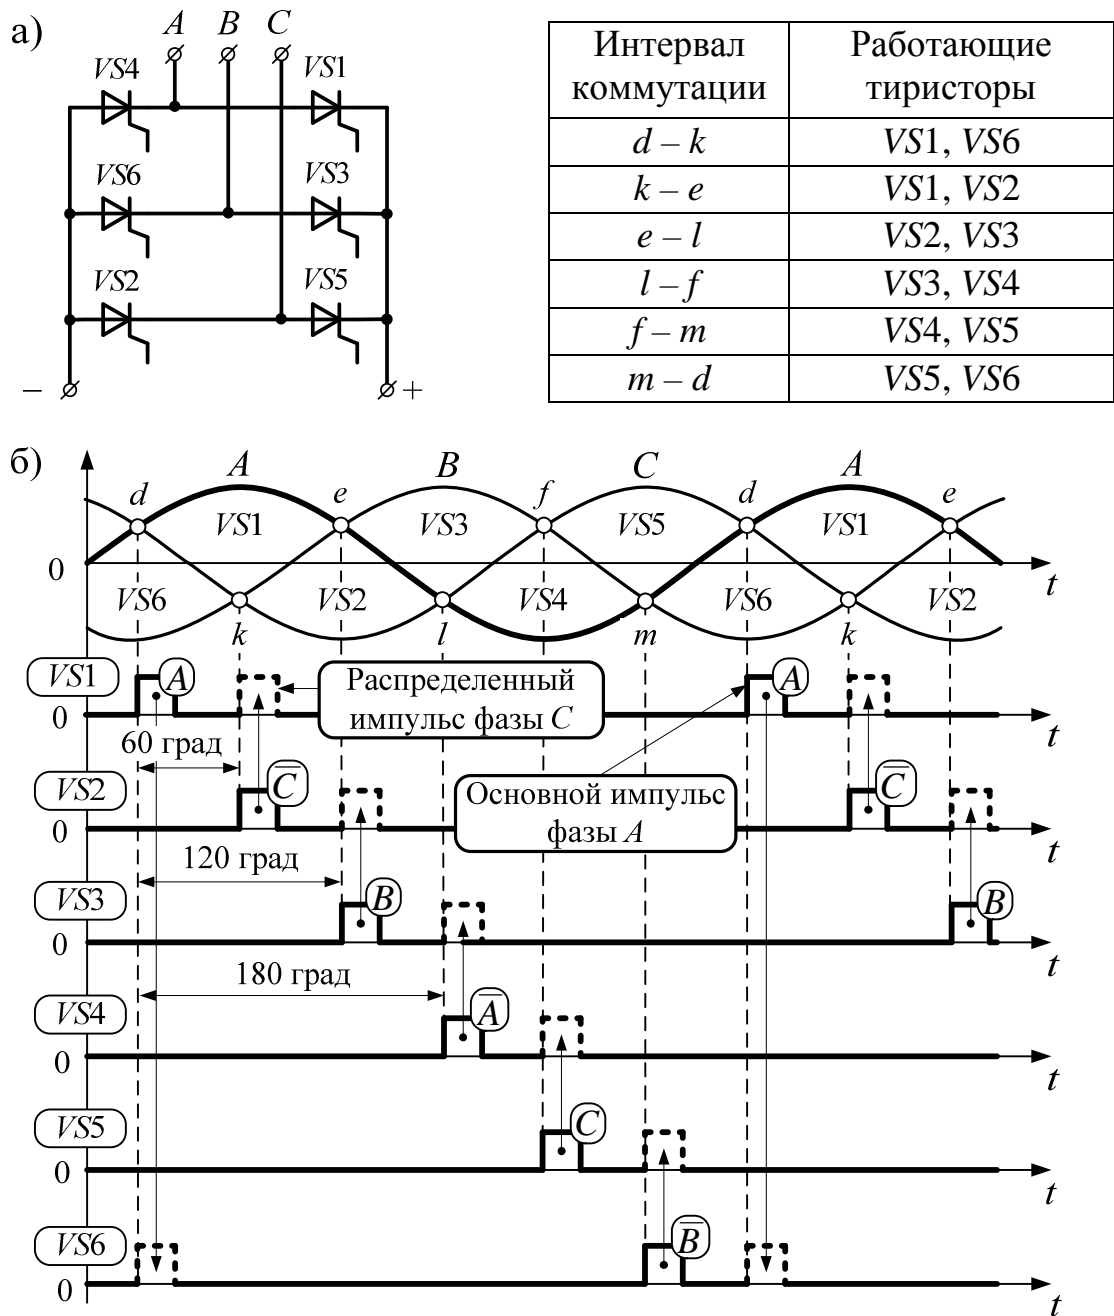 а)
A B C
VS4 VS1
VS6 VS3
VS2 VS5
– +
Интервал
коммутации
Работающие
тиристоры
d – k VS1, VS6
k – e VS1, VS2
e – l VS2, VS3
l – f VS3, VS4
f – m VS4, VS5
m – d VS5, VS6
б)
A B C A
d e f d e
VS1 VS3 VS5 VS1
0 t
VS6 VS2 VS4 VS6 VS2
k l m k
VS1 A A
Распределенный
импульс фазы C
0 t
60 град
VS2 C̅ C̅
Основной импульс
фазы A
0 t
120 град
VS3 B B
0 t
180 град
VS4 A̅
0 t
VS5 C
0 t
VS6 B̅
0 t